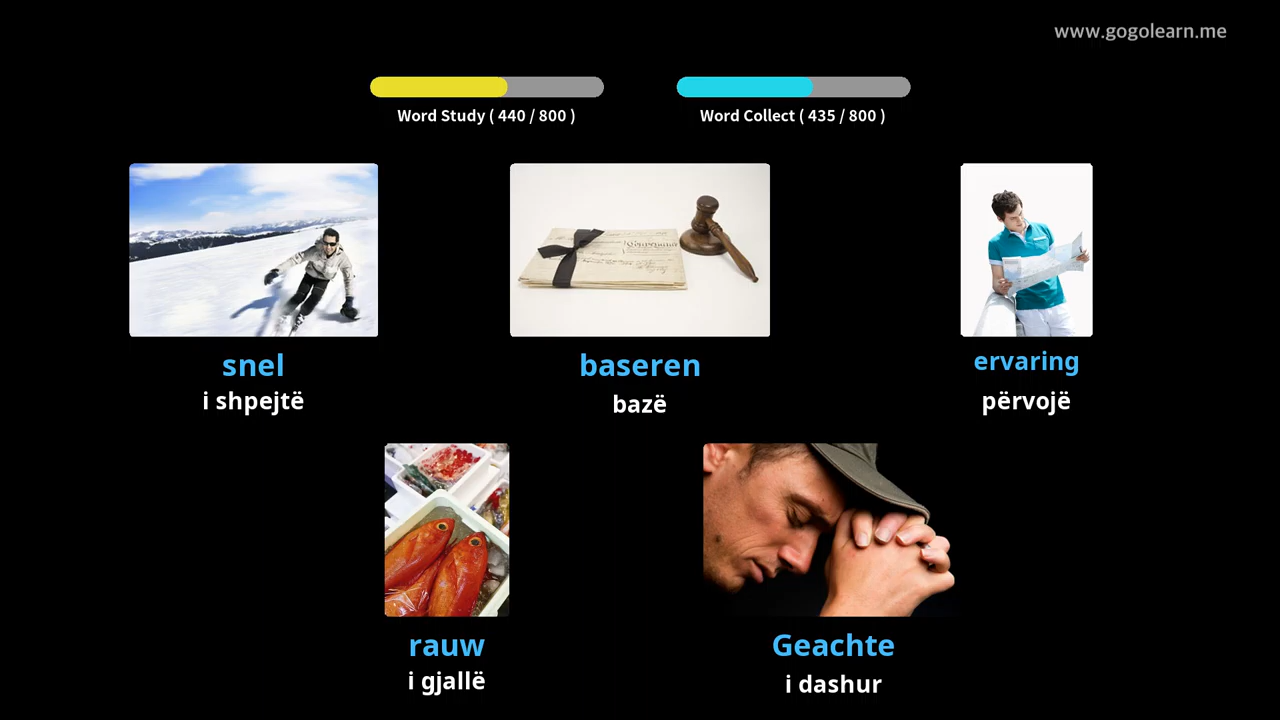 www.gogolearn.me
Word Study ( 440 / 800 )
Word Collect ( 435 / 800 )
snel
baseren
ervaring
i shpejtë
bazë
përvojë
rauw
Geachte
i gjallë
i dashur